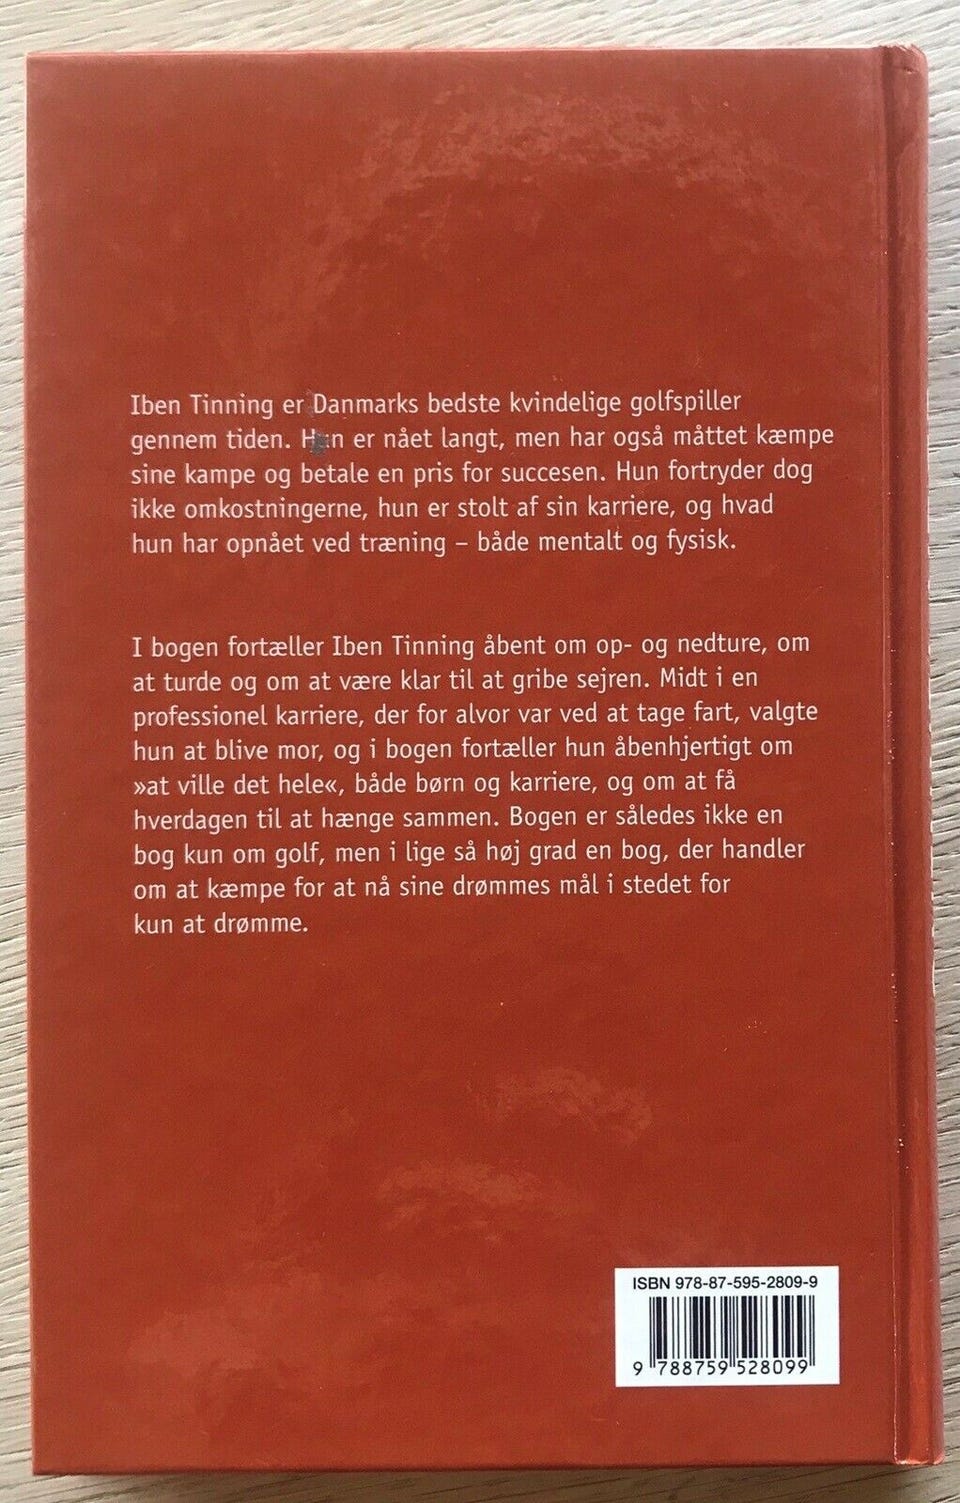 Iben Tinning er Danmarks bedste kvindelige golfspiller
gennem tiden. Hun er nået langt, men har også måttet kæmpe
sine kampe og betale en pris for succesen. Hun fortryder dog
ikke omkostningerne, hun er stolt af sin karriere, og hvad
hun har opnået ved træning – både mentalt og fysisk.
I bogen fortæller Iben Tinning åbent om op- og nedture, om
at turde og om at være klar til at gribe sejren. Midt i en
professionel karriere, der for alvor var ved at tage fart, valgte
hun at blive mor, og i bogen fortæller hun åbenhjertigt om
»at ville det hele«, både børn og karriere, og om at få
hverdagen til at hænge sammen. Bogen er således ikke en
bog kun om golf, men i lige så høj grad en bog, der handler
om at kæmpe for at nå sine drømmes mål i stedet for
kun at drømme.
ISBN 978-87-595-2809-9
9 788759 528099